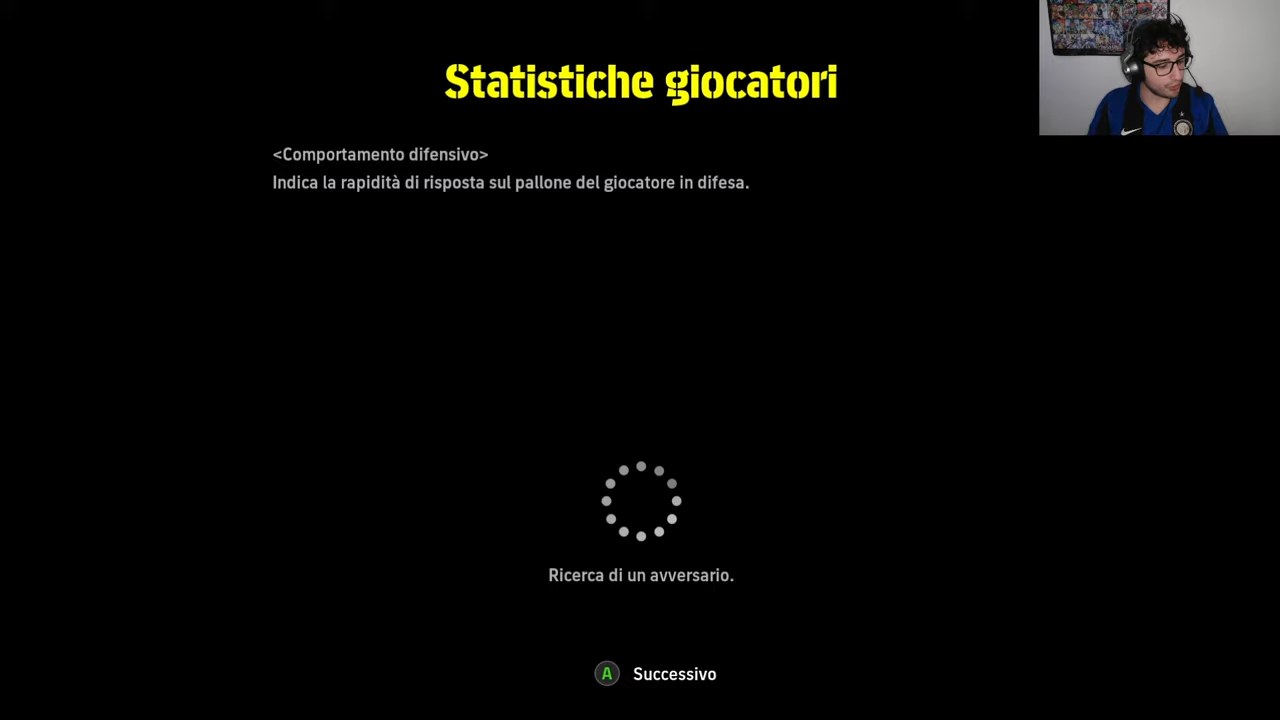 Statistiche giocatori
<Comportamento difensivo>
Indica la rapidità di risposta sul pallone del giocatore in difesa.
Ricerca di un avversario.
A Successivo